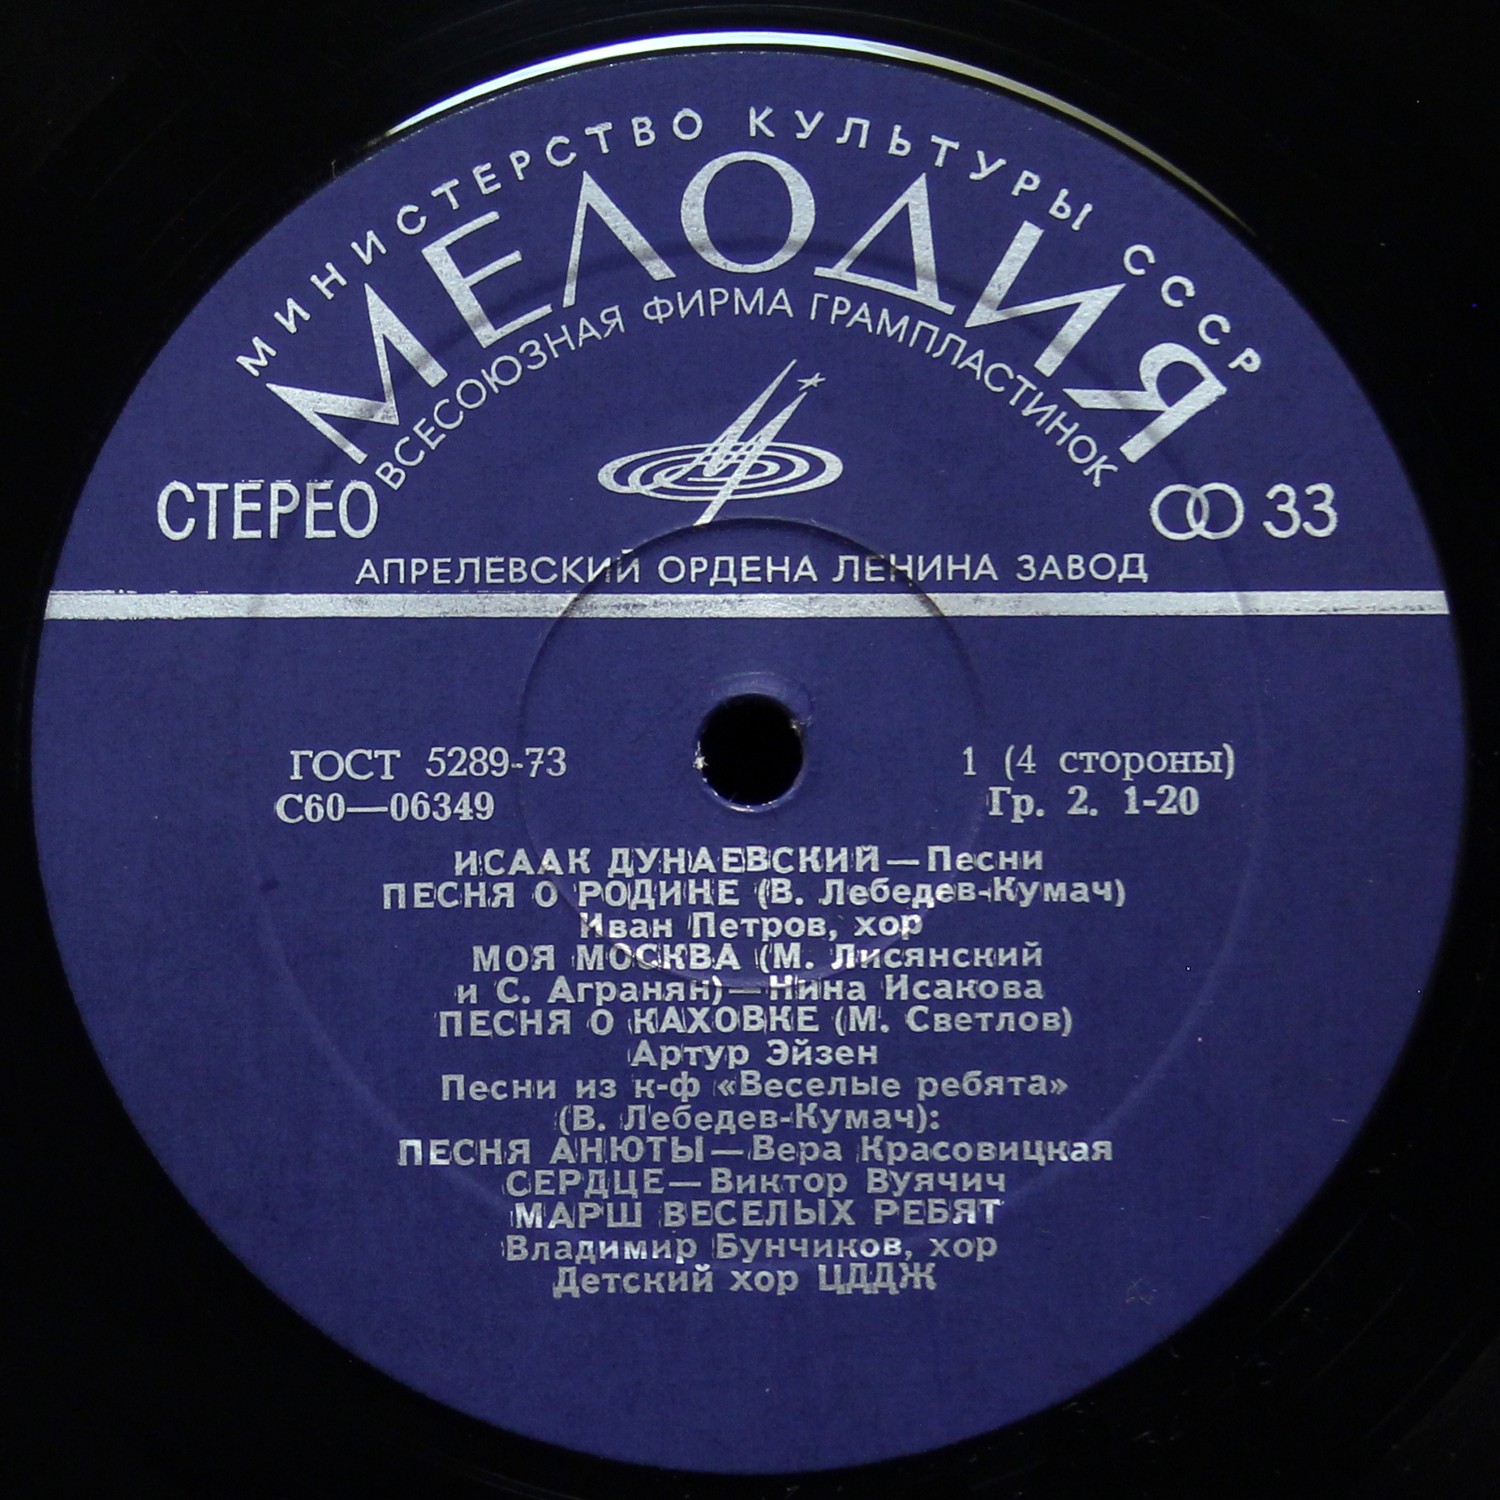 МИНИСТЕРСТВО КУЛЬТУРЫ СССР
МЕЛОДИЯ
ВСЕСОЮЗНАЯ ФИРМА ГРАМПЛАСТИНОК
СТЕРЕО
33
АПРЕЛЕВСКИЙ ОРДЕНА ЛЕНИНА ЗАВОД
ГОСТ 5289-73
1 (4 стороны)
С60—06349
Гр. 2. 1-20
ИСААК ДУНАЕВСКИЙ — Песни
ПЕСНЯ О РОДИНЕ (В. Лебедев-Кумач)
Иван Петров, хор
МОЯ МОСКВА (М. Лисянский
и С. Агранян) — Нина Исакова
ПЕСНЯ О КАХОВКЕ (М. Светлов)
Артур Эйзен
Песни из к-ф «Веселые ребята»
(В. Лебедев-Кумач):
ПЕСНЯ АНЮТЫ — Вера Красовицкая
СЕРДЦЕ — Виктор Вуячич
МАРШ ВЕСЕЛЫХ РЕБЯТ
Владимир Бунчиков, хор
Детский хор ЦДДЖ